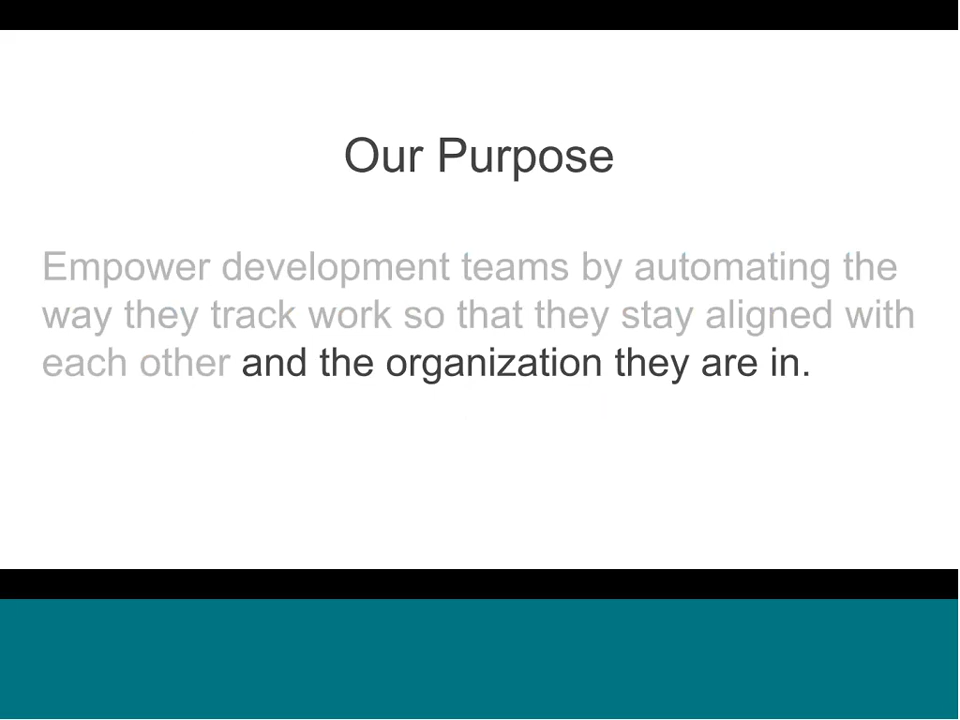 Our Purpose
Empower development teams by automating the
way they track work so that they stay aligned with
each other and the organization they are in.